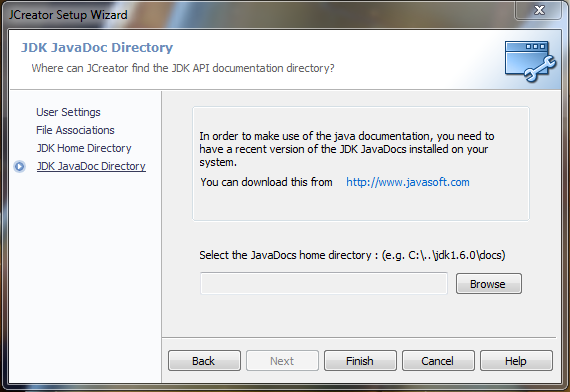 JCreator Setup Wizard
JDK JavaDoc Directory
Where can JCreator find the JDK API documentation directory?
User Settings
File Associations
JDK Home Directory
JDK JavaDoc Directory
In order to make use of the java documentation, you need to
have a recent version of the JDK JavaDocs installed on your
system.
You can download this from http://www.javasoft.com
Select the JavaDocs home directory : (e.g. C:\..\jdk1.6.0\docs)
Browse
Back Next Finish Cancel Help